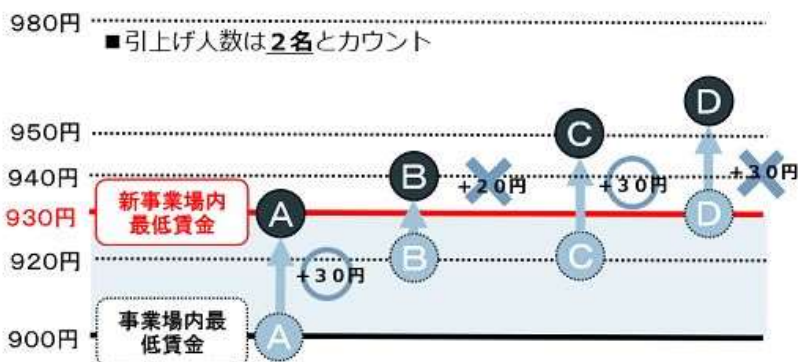 980円
■引上げ人数は2名とカウント
950円
940円
930円
920円
900円
新事業場内
最低賃金
事業場内最
低賃金
A
+30円
A
B
+20円
B
C
+30円
C
D
+30円
D